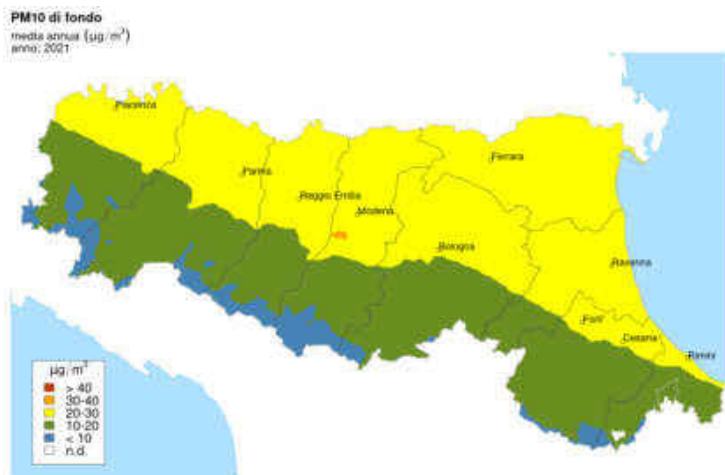 PM10 di fondo
media annua (µg/m³)
anno: 2021
Piacenza
Parma
Reggio Emilia
Modena
Ferrara
Bologna
Ravenna
Forlì
Cesena
Rimini
µg/m³
> 40
30-40
20-30
10-20
< 10
n.d.